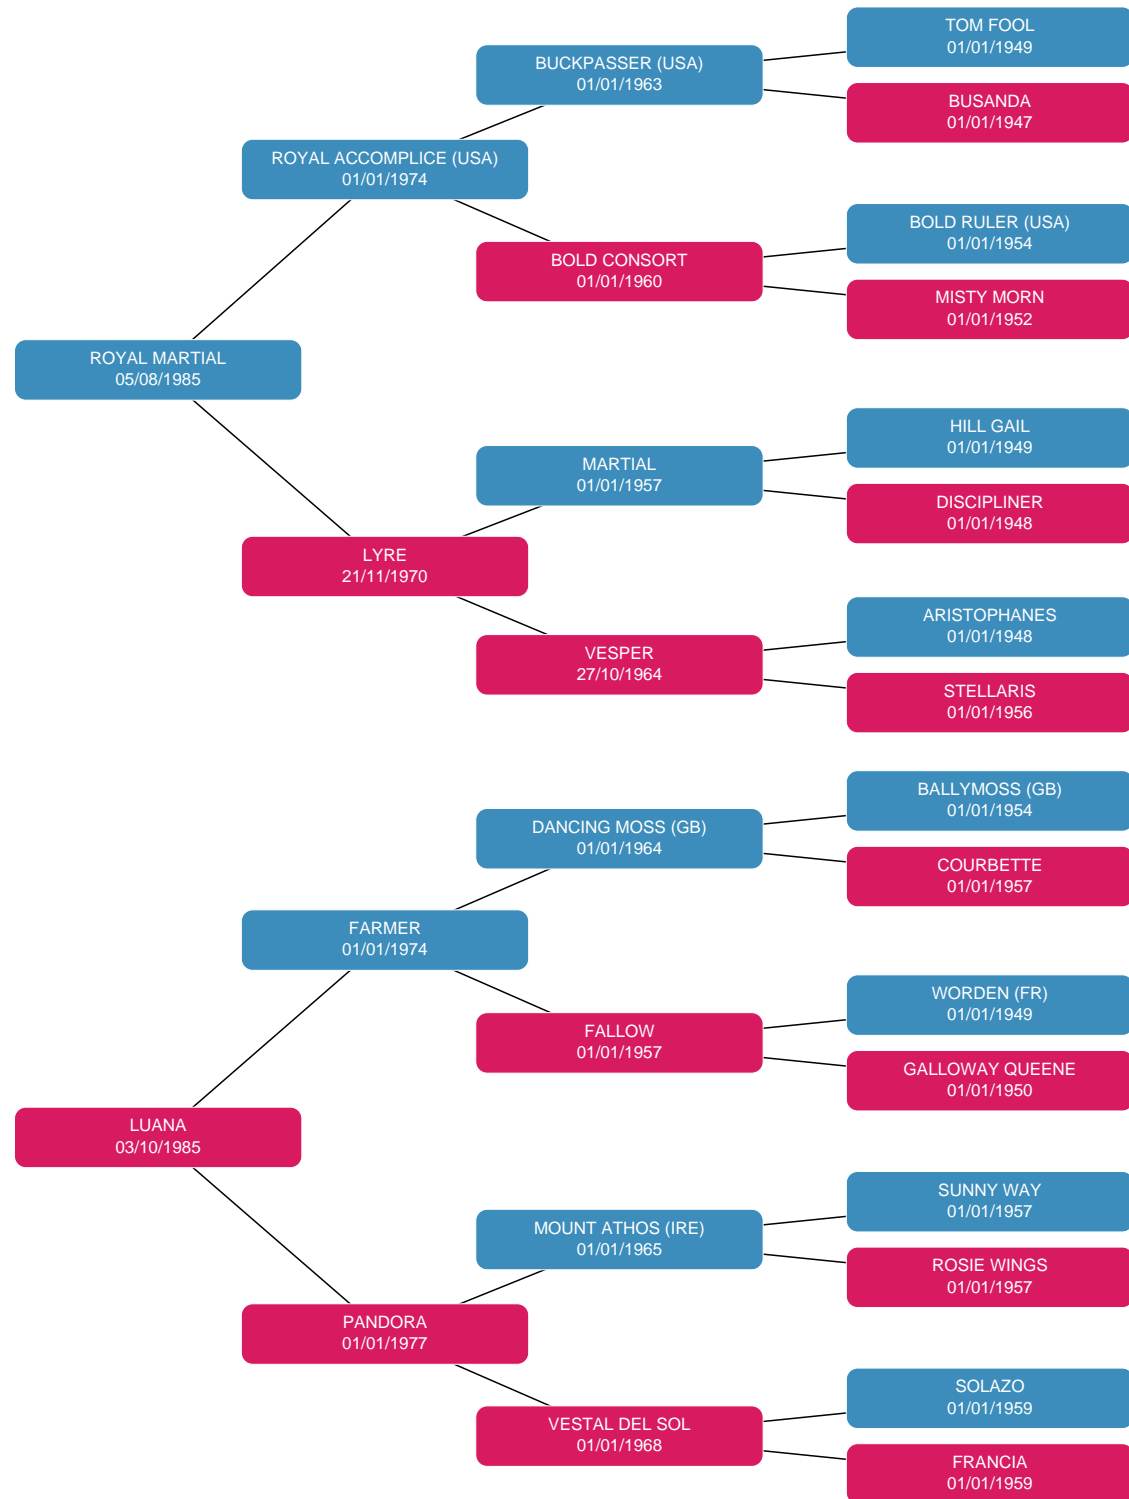 TOM FOOL
01/01/1949
BUCKPASSER (USA)
01/01/1963
BUSANDA
01/01/1947
ROYAL ACCOMPLICE (USA)
01/01/1974
BOLD RULER (USA)
01/01/1954
BOLD CONSORT
01/01/1960
MISTY MORN
01/01/1952
ROYAL MARTIAL
05/08/1985
HILL GAIL
01/01/1949
MARTIAL
01/01/1957
DISCIPLINER
01/01/1948
LYRE
21/11/1970
ARISTOPHANES
01/01/1948
VESPER
27/10/1964
STELLARIS
01/01/1956
BALLYMOSS (GB)
01/01/1954
DANCING MOSS (GB)
01/01/1964
COURBETTE
01/01/1957
FARMER
01/01/1974
WORDEN (FR)
01/01/1949
FALLOW
01/01/1957
GALLOWAY QUEENE
01/01/1950
LUANA
03/10/1985
SUNNY WAY
01/01/1957
MOUNT ATHOS (IRE)
01/01/1965
ROSIE WINGS
01/01/1957
PANDORA
01/01/1977
SOLAZO
01/01/1959
VESTAL DEL SOL
01/01/1968
FRANCIA
01/01/1959